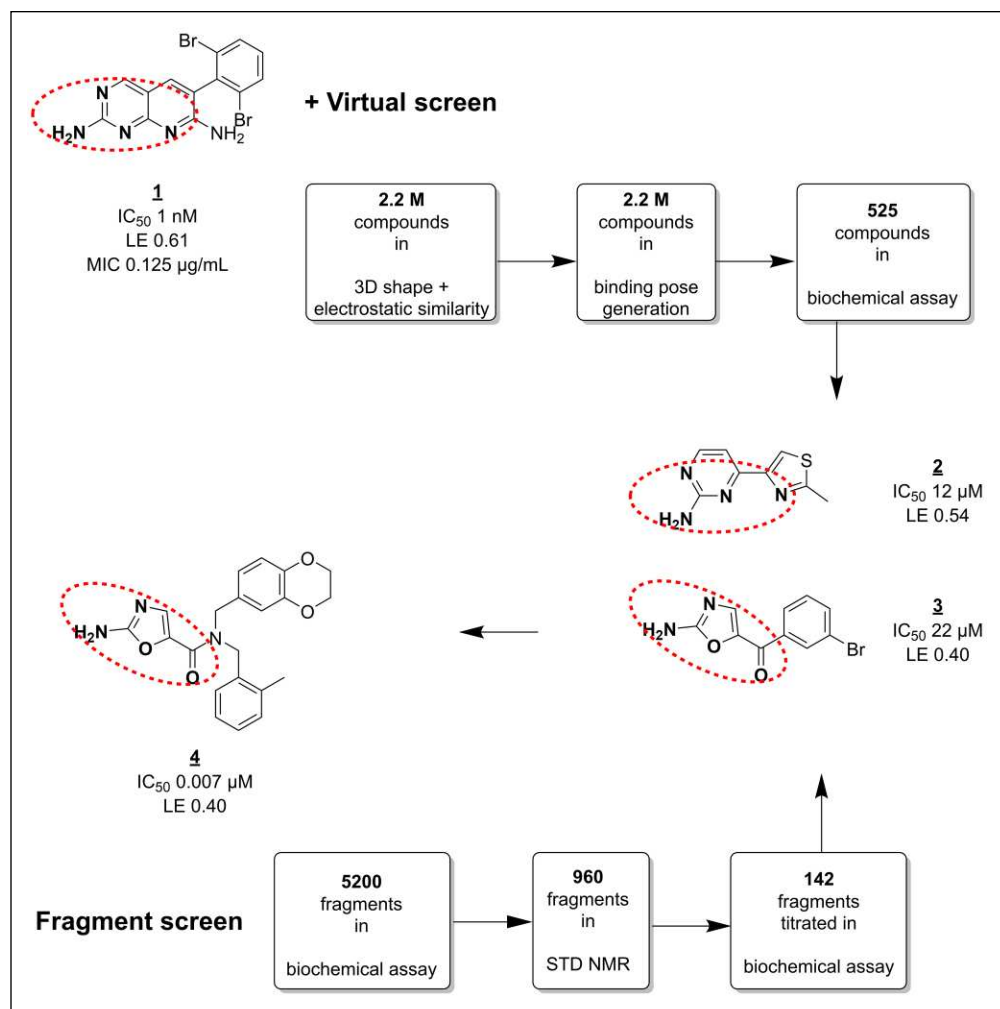 Br
N
Br
H2N
N
N
NH2
+ Virtual screen
1
IC50 1 nM
LE 0.61
MIC 0.125 µg/mL
2.2 M
compounds
in
3D shape +
electrostatic similarity
2.2 M
compounds
in
binding pose
generation
525
compounds
in
biochemical assay
S
N
N
N
H2N
2
IC50 12 µM
LE 0.54
N
H2N
O
O
Br
3
IC50 22 µM
LE 0.40
O
O
N
H2N
O
N
O
4
IC50 0.007 µM
LE 0.40
Fragment screen
5200
fragments
in
biochemical assay
960
fragments
in
STD NMR
142
fragments
titrated in
biochemical assay